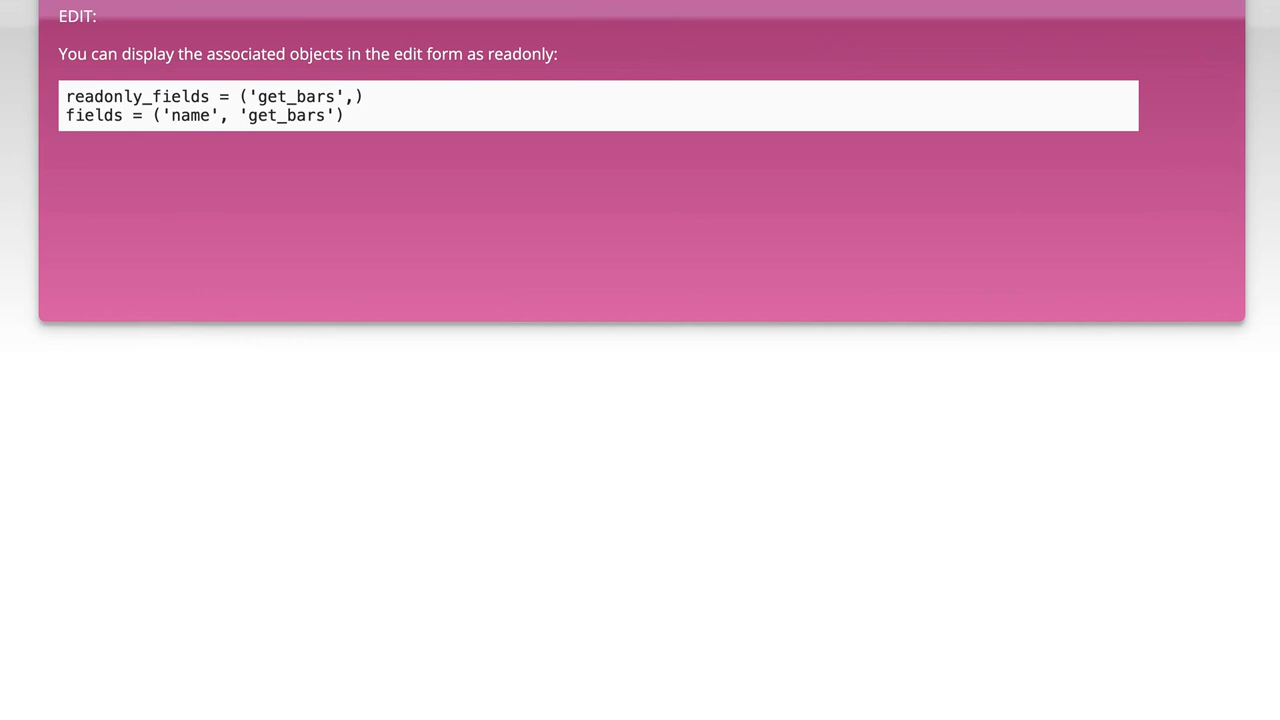 EDIT:
You can display the associated objects in the edit form as readonly:
readonly_fields = ('get_bars',)
fields = ('name', 'get_bars')